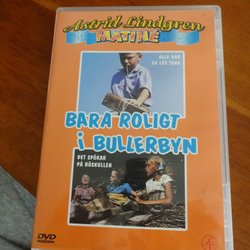 Astrid Lindgren
MATINÉ
OLLE HAR
EN LÖS TAND
BARA ROLIGT
i BULLERBYN
DET SPÖKAR
PÅ HÖSKULLEN
DVD